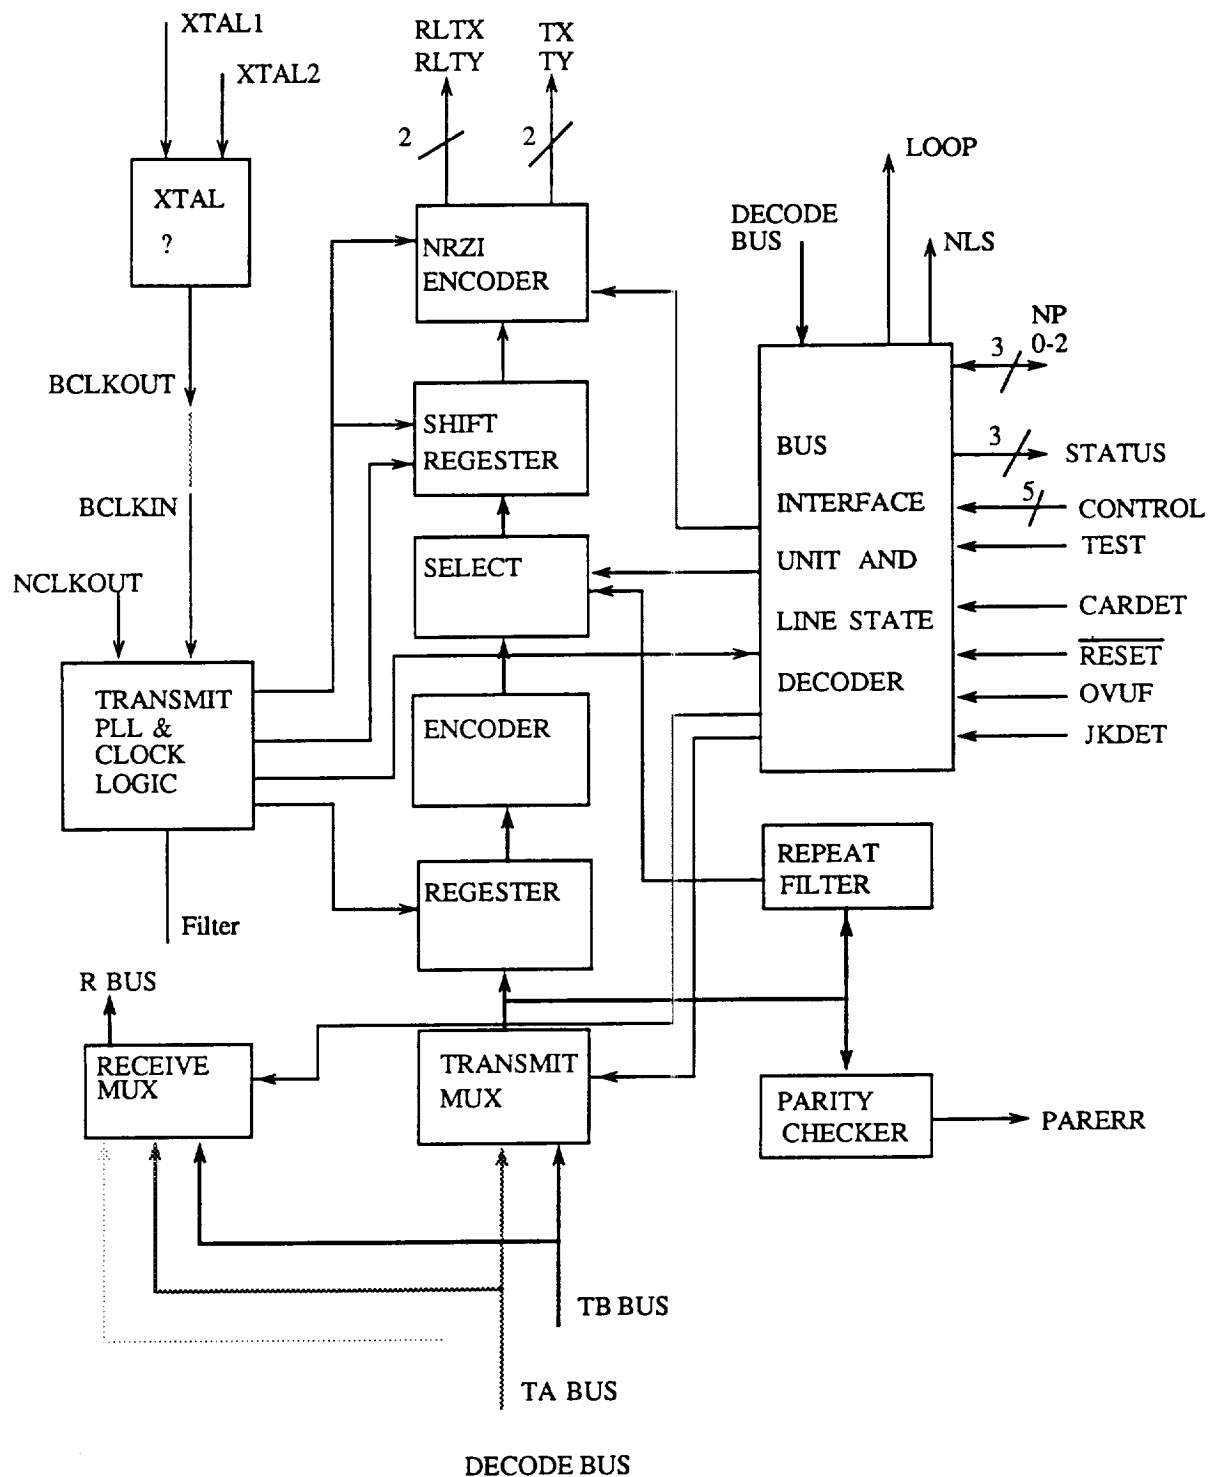 XTAL1
XTAL2
RLTX
RLTY
TX
TY
2
2
XTAL
?
NRZI
ENCODER
DECODE
BUS
LOOP
NLS
NP
0-2
3
BCLKOUT
SHIFT
REGESTER
BUS
INTERFACE
UNIT AND
LINE STATE
DECODER
3
STATUS
5
CONTROL
TEST
CARDET
RESET
OVUF
JKDET
BCLKIN
NCLKOUT
SELECT
TRANSMIT
PLL &
CLOCK
LOGIC
ENCODER
REPEAT
FILTER
REGESTER
Filter
R BUS
RECEIVE
MUX
TRANSMIT
MUX
PARITY
CHECKER
PARERR
TB BUS
TA BUS
DECODE BUS